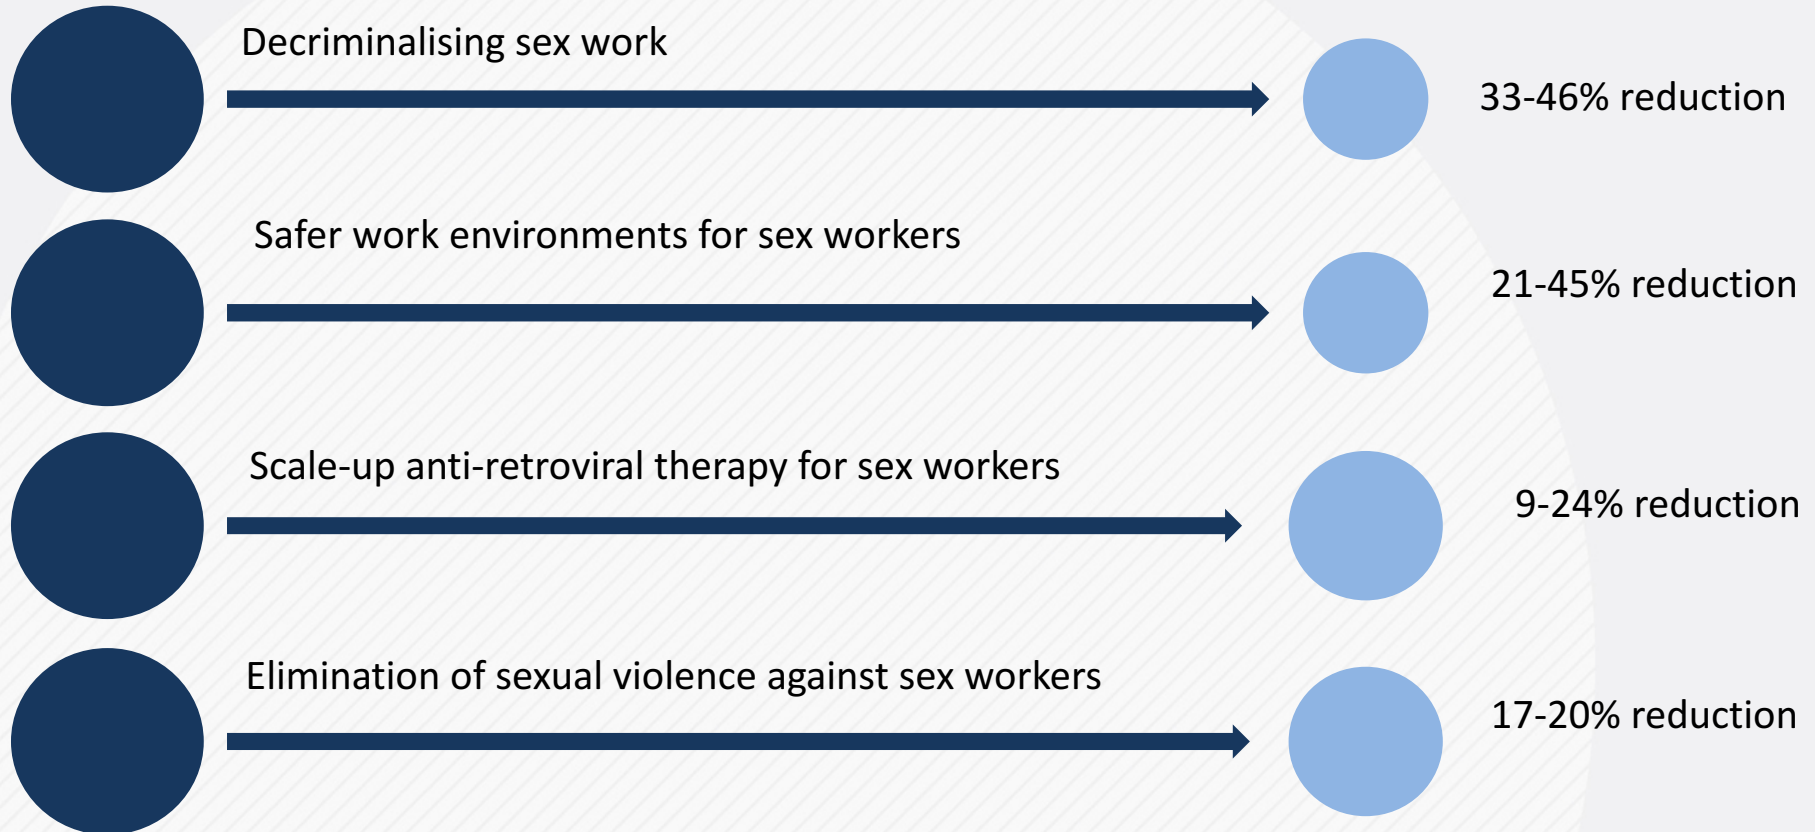 Decriminalising sex work
33-46% reduction
Safer work environments for sex workers
21-45% reduction
Scale-up anti-retroviral therapy for sex workers
9-24% reduction
Elimination of sexual violence against sex workers
17-20% reduction